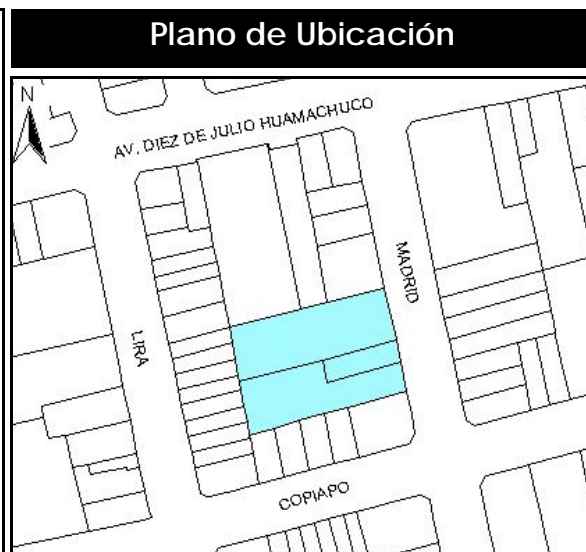 Plano de Ubicación
N
AV. DIEZ DE JULIO HUAMACHUCO
MADRID
LIRA
COPIAPO